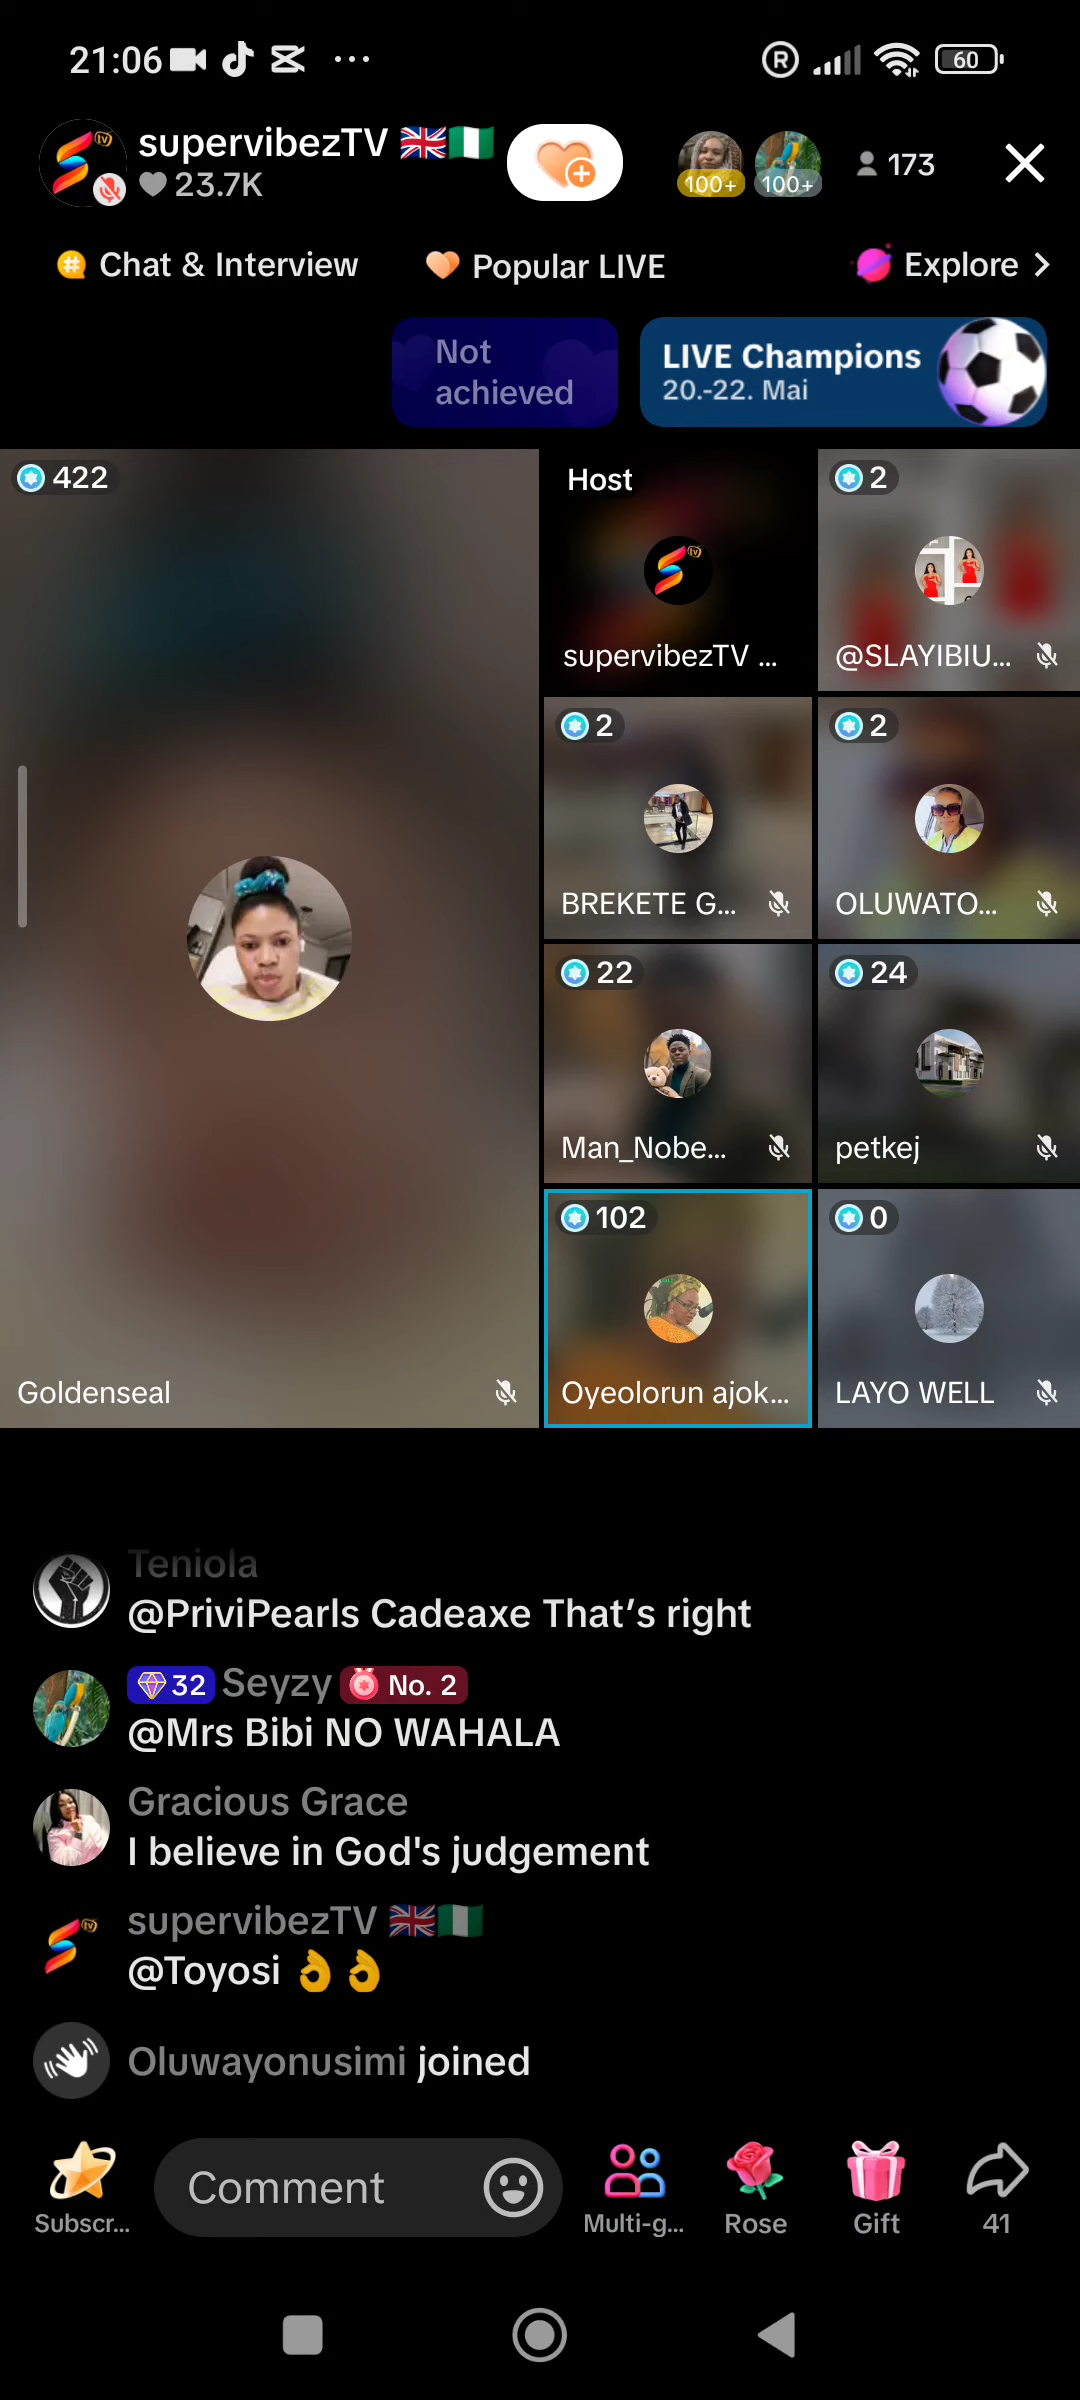 21:06
60
supervibezTV 🇬🇧🇳🇬
23.7K
100+
100+
173
Chat & Interview
Popular LIVE
Explore
Not
achieved
LIVE Champions
20.-22. Mai
422
Host
2
supervibezTV ...
@SLAYIBIU...
2
2
BREKETE G...
OLUWATO...
22
24
Man_Nobe...
petkej
102
0
Goldenseal
Oyeolorun ajok...
LAYO WELL
Teniola
@PriviPearls Cadeaxe That’s right
32 Seyzy No. 2
@Mrs Bibi NO WAHALA
Gracious Grace
I believe in God's judgement
supervibezTV 🇬🇧🇳🇬
@Toyosi 👌👌
Oluwayonusimi joined
Comment
Subscr...
Multi-g...
Rose
Gift
41